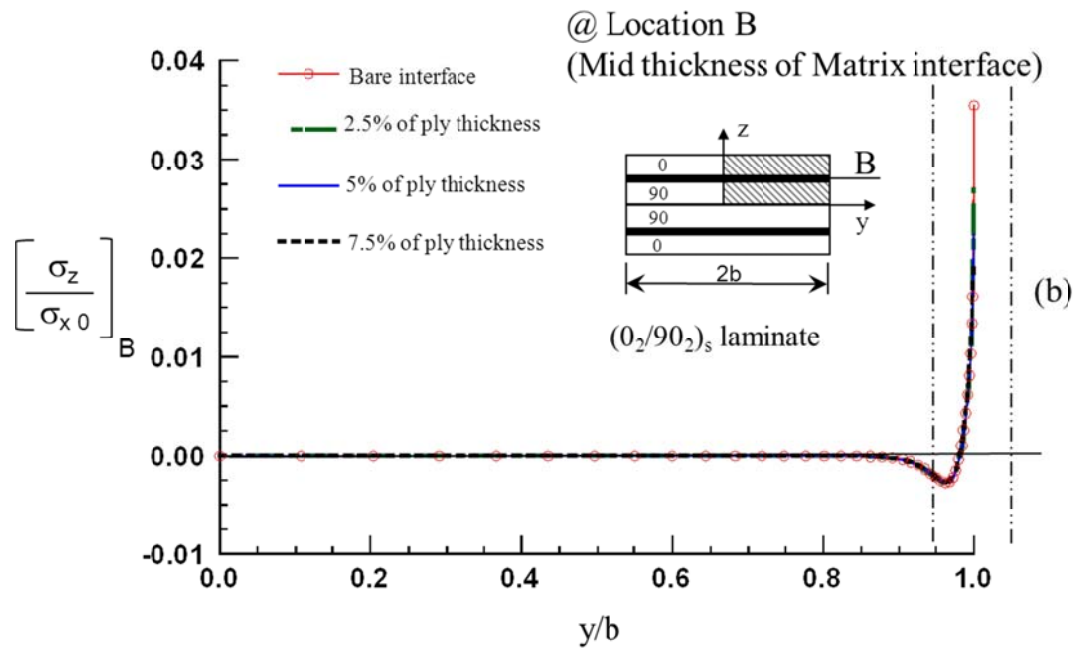 @ Location B
(Mid thickness of Matrix interface)
0.04
0.03
0.02
0.01
0.00
-0.01
[σz / σx 0]B
Bare interface
2.5% of ply thickness
5% of ply thickness
7.5% of ply thickness
z
0
B
90
y
90
0
2b
(b)
(0₂/90₂)s laminate
0.0 0.2 0.4 0.6 0.8 1.0
y/b